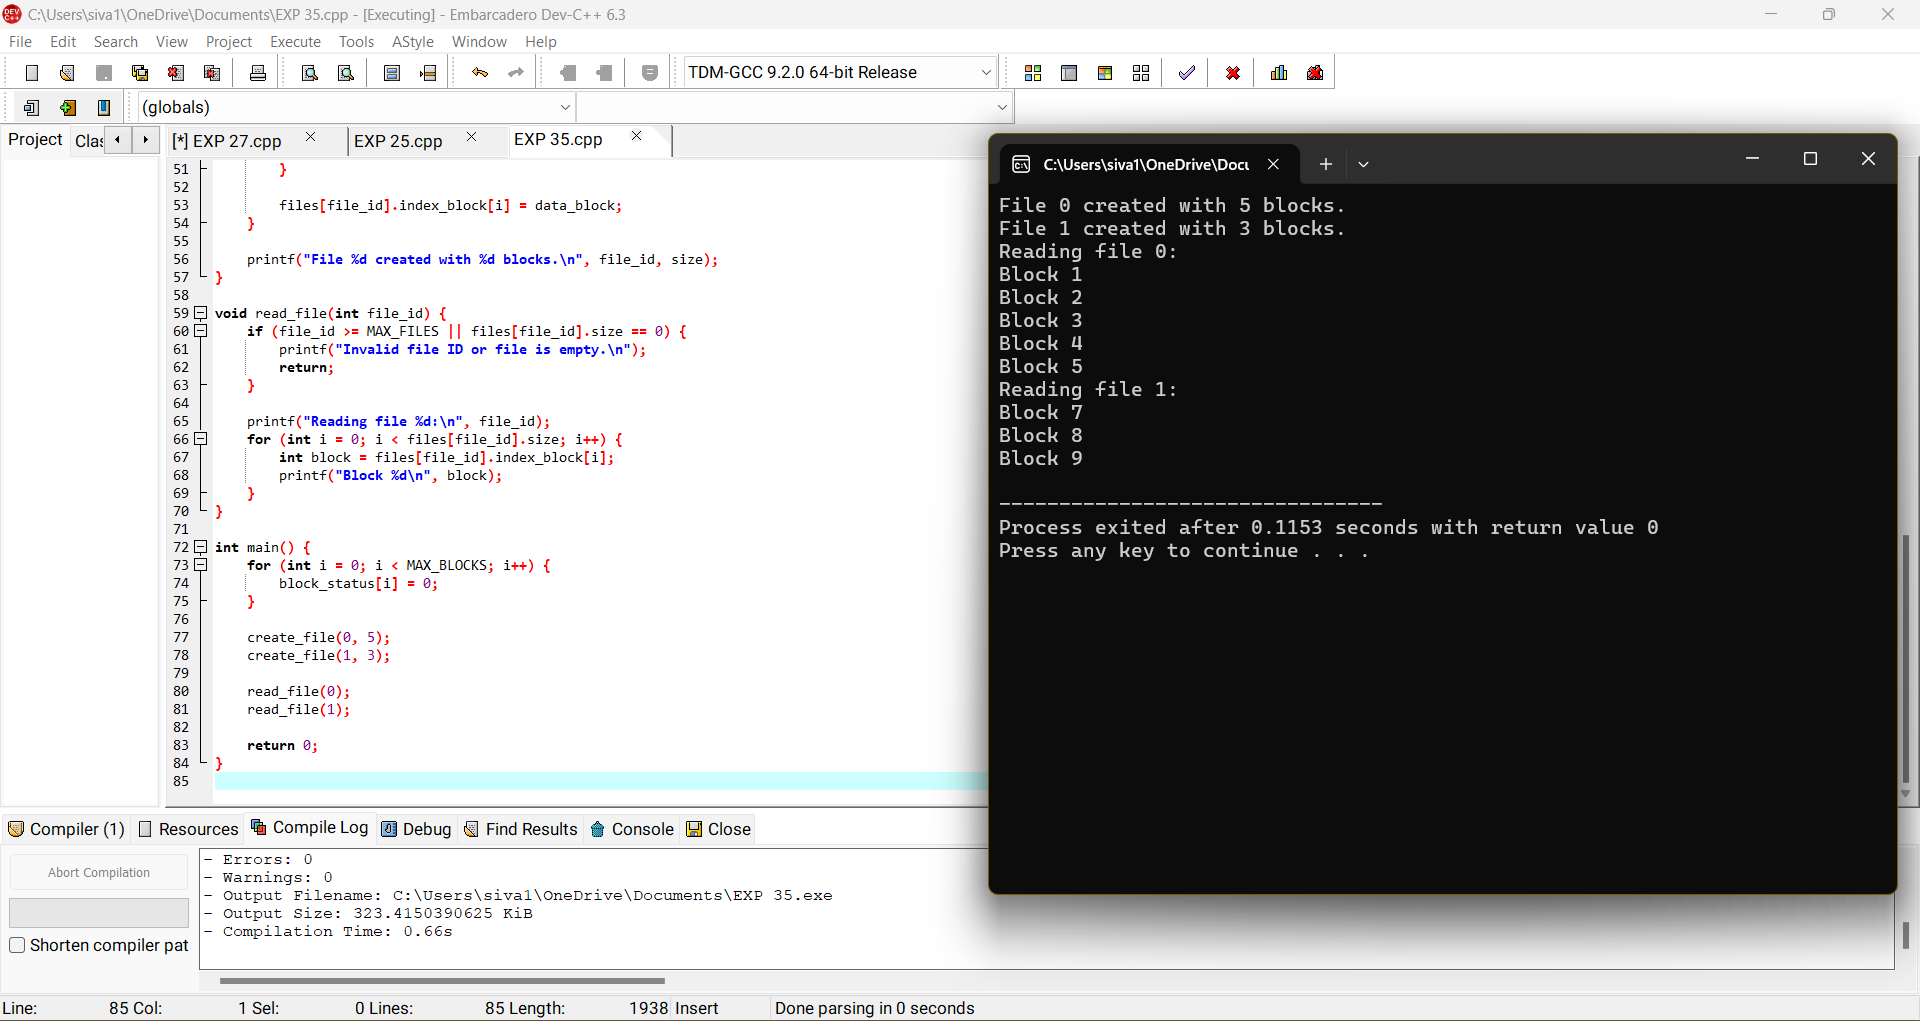 C:\Users\siva1\OneDrive\Documents\EXP 35.cpp - [Executing] - Embarcadero Dev-C++ 6.3
File Edit Search View Project Execute Tools AStyle Window Help
TDM-GCC 9.2.0 64-bit Release
(globals)
Project Clas
[*] EXP 27.cpp EXP 25.cpp EXP 35.cpp
51 }
52
53 files[file_id].index_block[i] = data_block;
54 }
55
56 printf("File %d created with %d blocks.\n", file_id, size);
57 }
58
59 void read_file(int file_id) {
60 if (file_id >= MAX_FILES || files[file_id].size == 0) {
61 printf("Invalid file ID or file is empty.\n");
62 return;
63 }
64
65 printf("Reading file %d:\n", file_id);
66 for (int i = 0; i < files[file_id].size; i++) {
67 int block = files[file_id].index_block[i];
68 printf("Block %d\n", block);
69 }
70 }
71
72 int main() {
73 for (int i = 0; i < MAX_BLOCKS; i++) {
74 block_status[i] = 0;
75 }
76
77 create_file(0, 5);
78 create_file(1, 3);
79
80 read_file(0);
81 read_file(1);
82
83 return 0;
84 }
85
C:\Users\siva1\OneDrive\Docu
File 0 created with 5 blocks.
File 1 created with 3 blocks.
Reading file 0:
Block 1
Block 2
Block 3
Block 4
Block 5
Reading file 1:
Block 7
Block 8
Block 9
--------------------------------
Process exited after 0.1153 seconds with return value 0
Press any key to continue . . .
Compiler (1) Resources Compile Log Debug Find Results Console Close
Abort Compilation
Shorten compiler pat
- Errors: 0
- Warnings: 0
- Output Filename: C:\Users\siva1\OneDrive\Documents\EXP 35.exe
- Output Size: 323.4150390625 KiB
- Compilation Time: 0.66s
Line: 85 Col: 1 Sel: 0 Lines: 85 Length: 1938 Insert Done parsing in 0 seconds